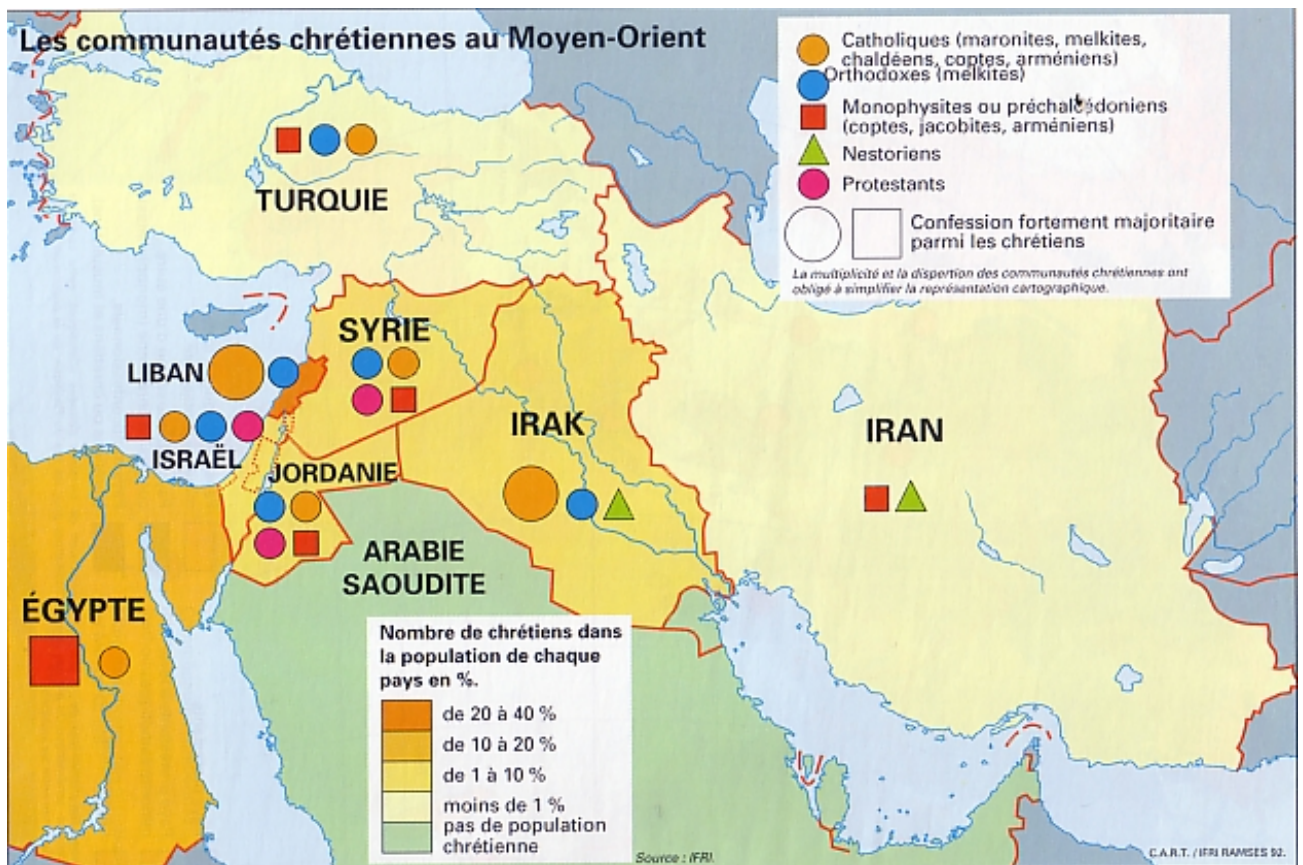 Les communautés chrétiennes au Moyen-Orient
Catholiques (maronites, melkites,
chaldéens, coptes, arméniens)
Orthodoxes (melkites)
Monophysites ou préchalcédoniens
(coptes, jacobites, arméniens)
Nestoriens
Protestants
Confession fortement majoritaire
parmi les chrétiens
La multiplicité et la dispertion des communautés chrétiennes ont
obligé à simplifier la représentation cartographique.
TURQUIE
SYRIE
LIBAN
IRAK
IRAN
ISRAËL
JORDANIE
ARABIE
SAOUDITE
ÉGYPTE
Nombre de chrétiens dans
la population de chaque
pays en %.
de 20 à 40 %
de 10 à 20 %
de 1 à 10 %
moins de 1 %
pas de population
chrétienne
Source : IFRI.
C.A.R.T. / IFRI RAMSES 92.